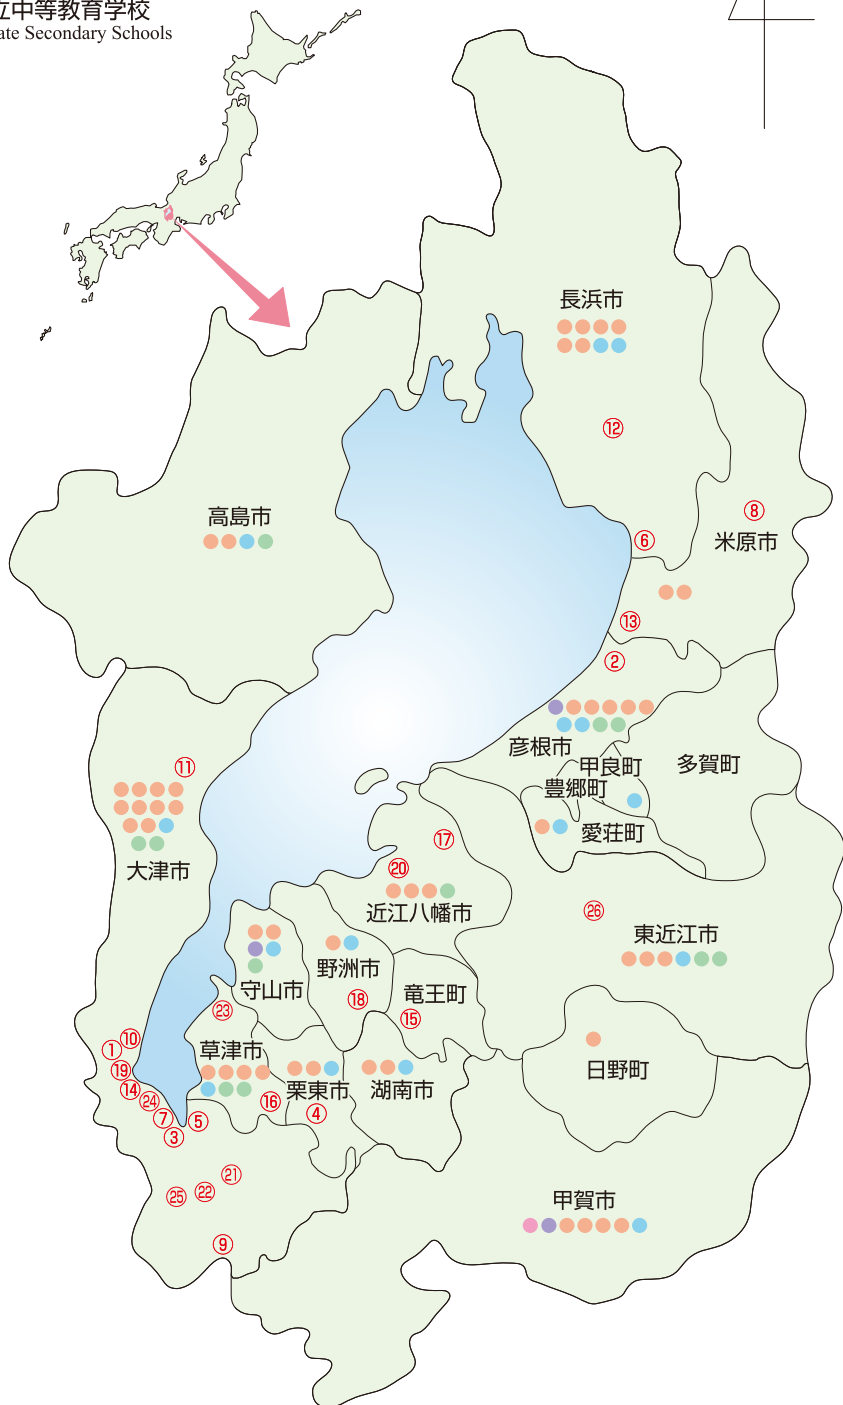 立中等教育学校
ate Secondary Schools
長浜市
⑫
高島市
⑧
米原市
⑥
⑬
②
彦根市
甲良町
多賀町
豊郷町
愛荘町
⑪
大津市
⑰
⑳
近江八幡市
㉖
東近江市
守山市
野洲市
竜王町
⑱
⑮
㉓
⑩
①
草津市
⑲
日野町
栗東市
湖南市
⑭
㉔
⑯
④
⑦
⑤
③
㉑
㉕
㉒
甲賀市
⑨